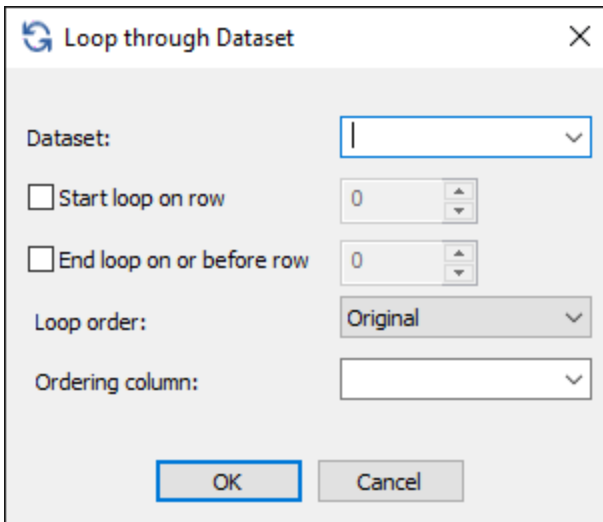 Loop through Dataset
Dataset:
Start loop on row 0
End loop on or before row 0
Loop order: Original
Ordering column:
OK Cancel